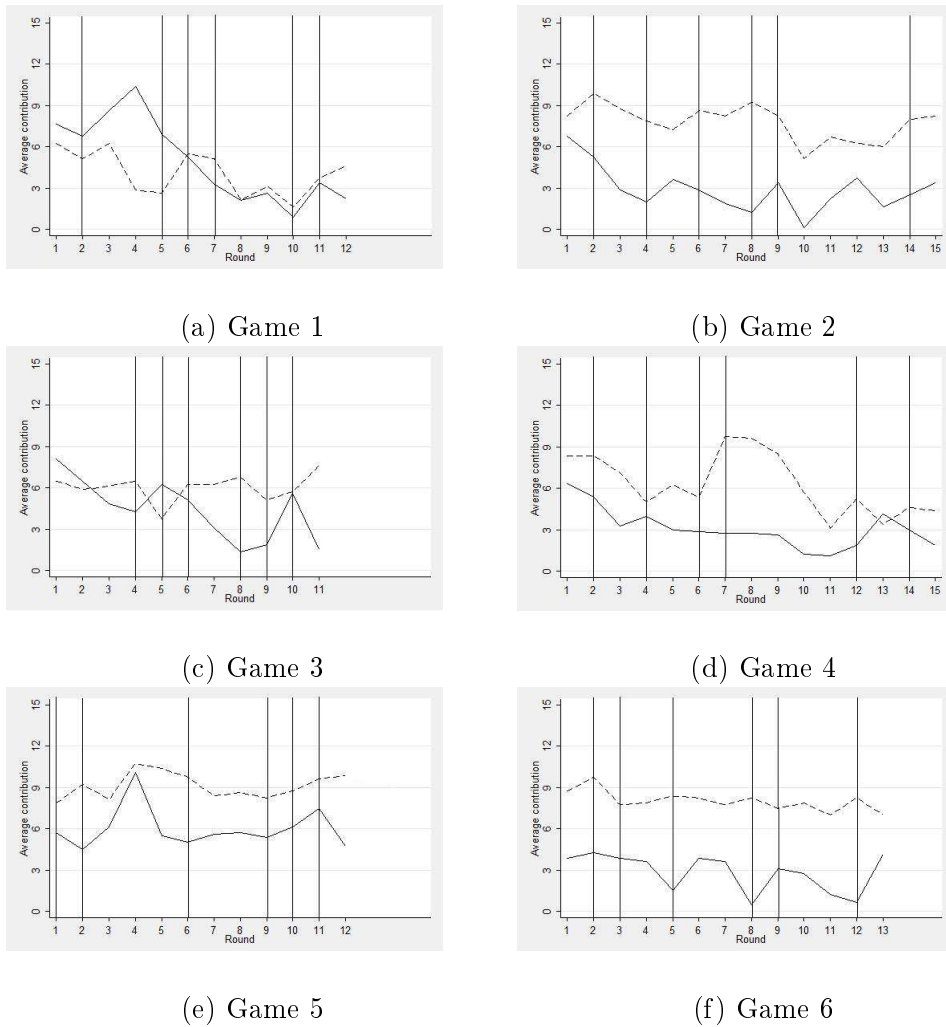 15
12
9
6
3
0
Average contribution
1 2 3 4 5 6 7 8 9 10 11 12
Round
(a) Game 1
15
12
9
6
3
0
Average contribution
1 2 3 4 5 6 7 8 9 10 11 12 13 14 15
Round
(b) Game 2
15
12
9
6
3
0
Average contribution
1 2 3 4 5 6 7 8 9 10 11
Round
(c) Game 3
15
12
9
6
3
0
Average contribution
1 2 3 4 5 6 7 8 9 10 11 12 13 14 15
Round
(d) Game 4
15
12
9
6
3
0
Average contribution
1 2 3 4 5 6 7 8 9 10 11 12
Round
(e) Game 5
15
12
9
6
3
0
Average contribution
1 2 3 4 5 6 7 8 9 10 11 12 13
Round
(f) Game 6